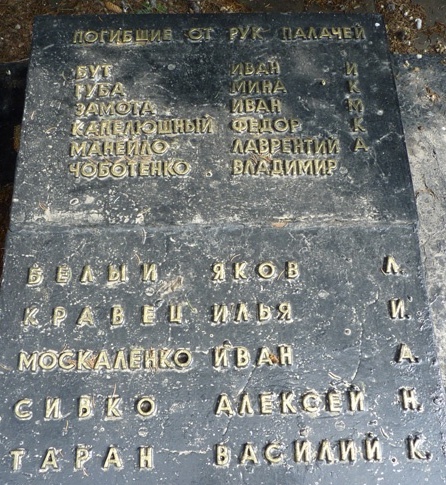 ПОГИБШИЕ ОТ РУК ПАЛАЧЕЙ
БУТ ИВАН И
ГУБА МИНА К
ЗАМОТА ИВАН М
КАПЕЛЮШНЫЙ ФЕДОР К
МАНЕЙЛО ЛАВРЕНТИЙ А
ЧОБОТЕНКО ВЛАДИМИР
БЕЛЫЙ ЯКОВ Л.
КРАВЕЦ ИЛЬЯ И.
МОСКАЛЕНКО ИВАН А.
СИВКО АЛЕКСЕЙ Н.
ТАРАН ВАСИЛИЙ К.